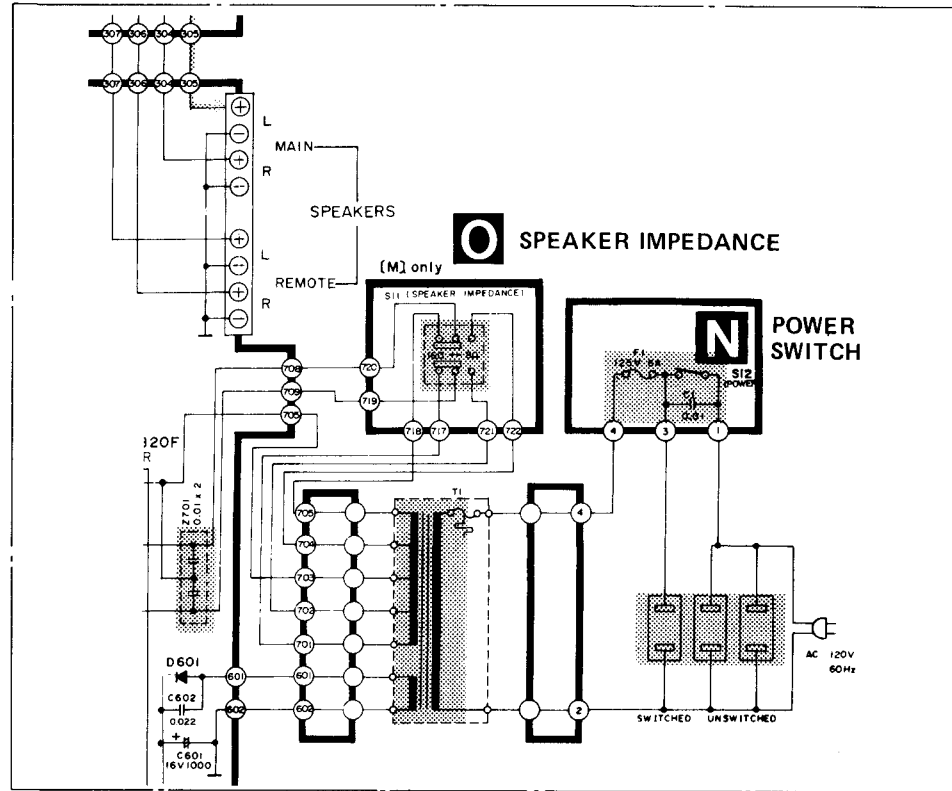 307 306 304 305
307 306 304 305
L
MAIN
R
SPEAKERS
L
REMOTE
R
O SPEAKER IMPEDANCE
[M] only
S11 (SPEAKER IMPEDANCE)
8Ω
N POWER SWITCH
F1
125V
S12
(POWER)
0.01
708
720
709
719
705
718 717 721 722
4 3 1
320F
R
Z701
0.01 x 2
T1
705
4
704
703
702
701
D601
601
601
C602
0.022
602
602
2
C601
16V1000
AC 120V
60Hz
SWITCHED UNSWITCHED